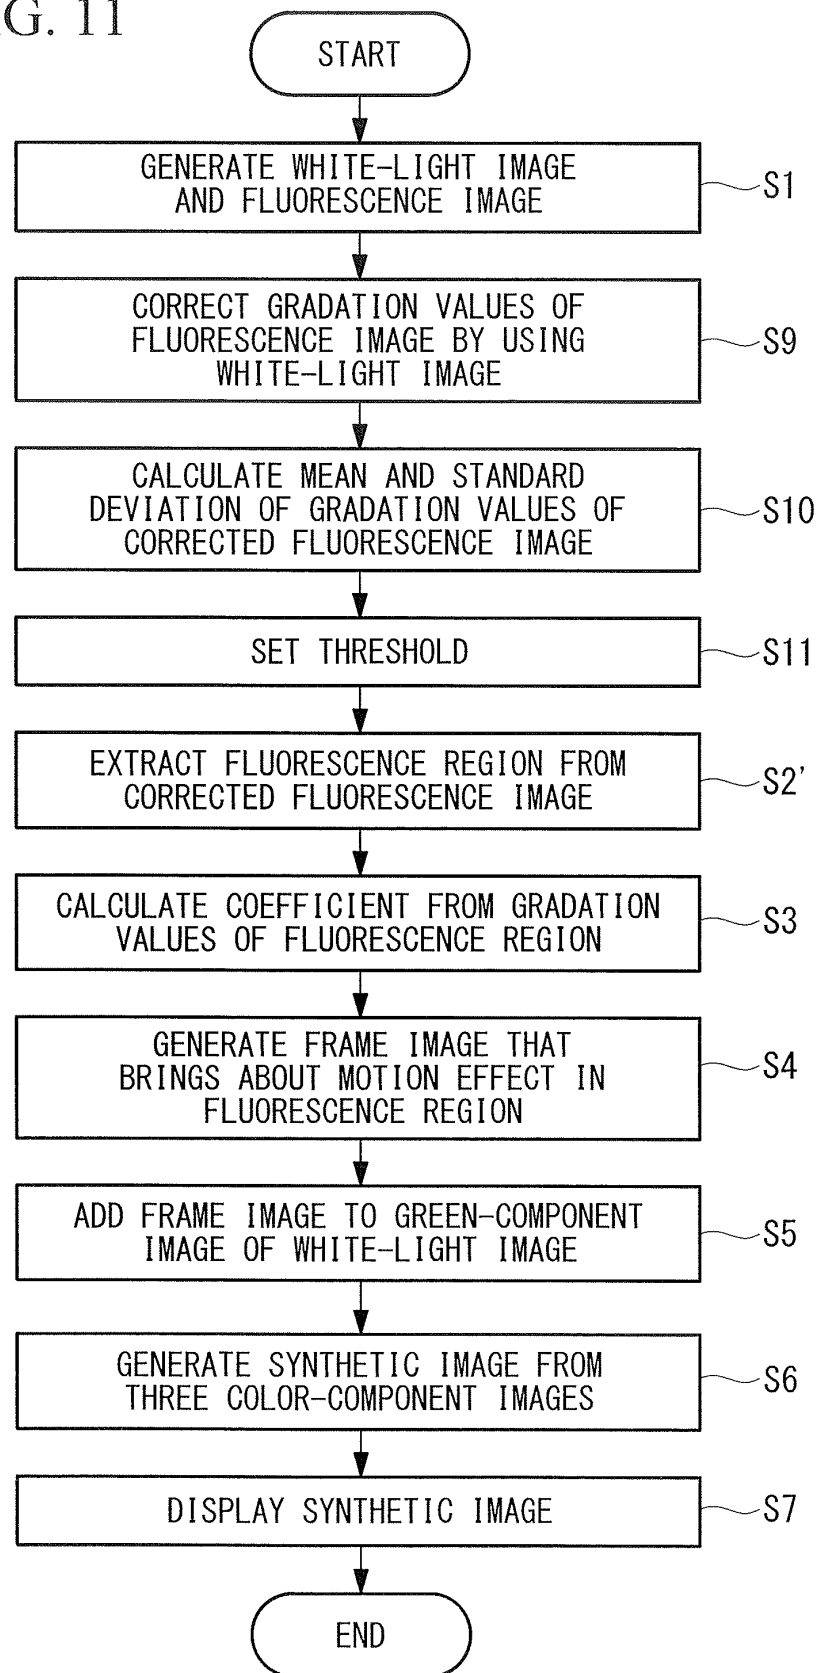 G. 11
START
GENERATE WHITE-LIGHT IMAGE
AND FLUORESCENCE IMAGE
S1
CORRECT GRADATION VALUES OF
FLUORESCENCE IMAGE BY USING
WHITE-LIGHT IMAGE
S9
CALCULATE MEAN AND STANDARD
DEVIATION OF GRADATION VALUES OF
CORRECTED FLUORESCENCE IMAGE
S10
SET THRESHOLD
S11
EXTRACT FLUORESCENCE REGION FROM
CORRECTED FLUORESCENCE IMAGE
S2'
CALCULATE COEFFICIENT FROM GRADATION
VALUES OF FLUORESCENCE REGION
S3
GENERATE FRAME IMAGE THAT
BRINGS ABOUT MOTION EFFECT IN
FLUORESCENCE REGION
S4
ADD FRAME IMAGE TO GREEN-COMPONENT
IMAGE OF WHITE-LIGHT IMAGE
S5
GENERATE SYNTHETIC IMAGE FROM
THREE COLOR-COMPONENT IMAGES
S6
DISPLAY SYNTHETIC IMAGE
S7
END